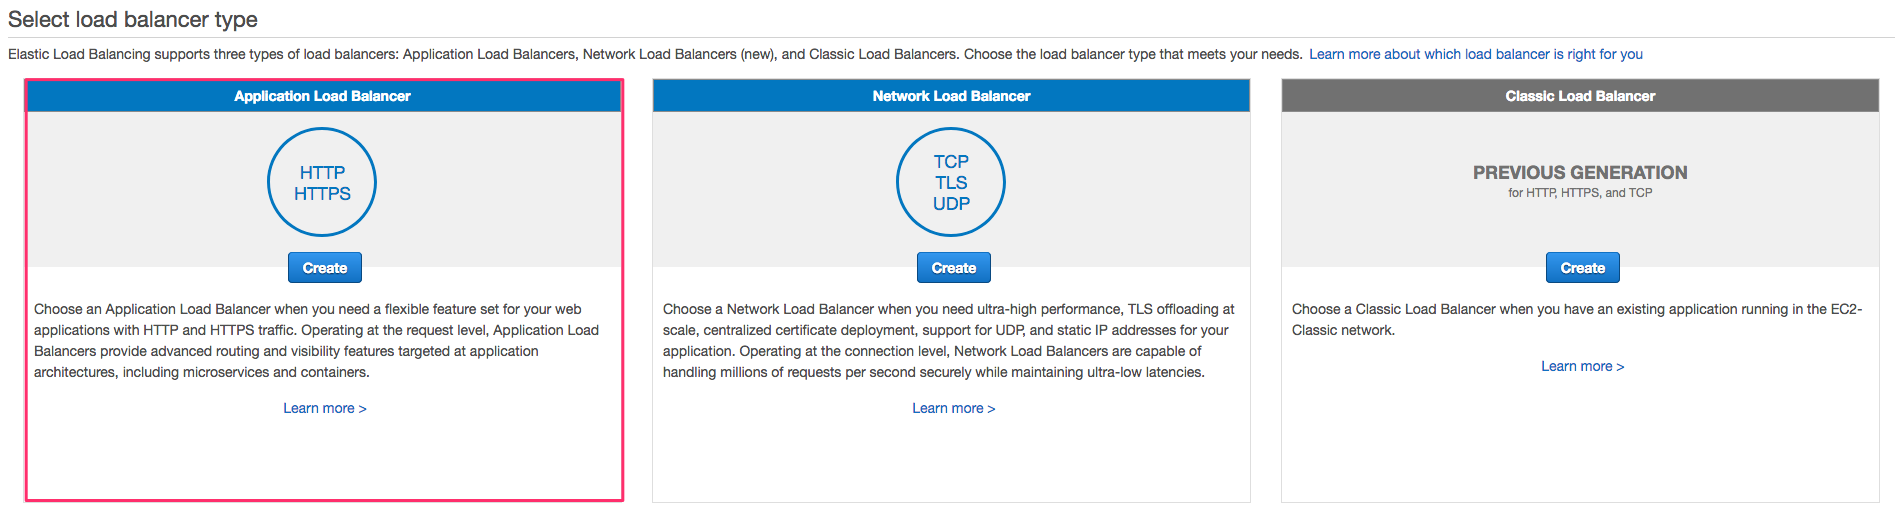 Select load balancer type
Elastic Load Balancing supports three types of load balancers: Application Load Balancers, Network Load Balancers (new), and Classic Load Balancers. Choose the load balancer type that meets your needs. Learn more about which load balancer is right for you
Application Load Balancer
HTTP
HTTPS
Create
Choose an Application Load Balancer when you need a flexible feature set for your web
applications with HTTP and HTTPS traffic. Operating at the request level, Application Load
Balancers provide advanced routing and visibility features targeted at application
architectures, including microservices and containers.
Learn more >
Network Load Balancer
TCP
TLS
UDP
Create
Choose a Network Load Balancer when you need ultra-high performance, TLS offloading at
scale, centralized certificate deployment, support for UDP, and static IP addresses for your
application. Operating at the connection level, Network Load Balancers are capable of
handling millions of requests per second securely while maintaining ultra-low latencies.
Learn more >
Classic Load Balancer
PREVIOUS GENERATION
for HTTP, HTTPS, and TCP
Create
Choose a Classic Load Balancer when you have an existing application running in the EC2-
Classic network.
Learn more >